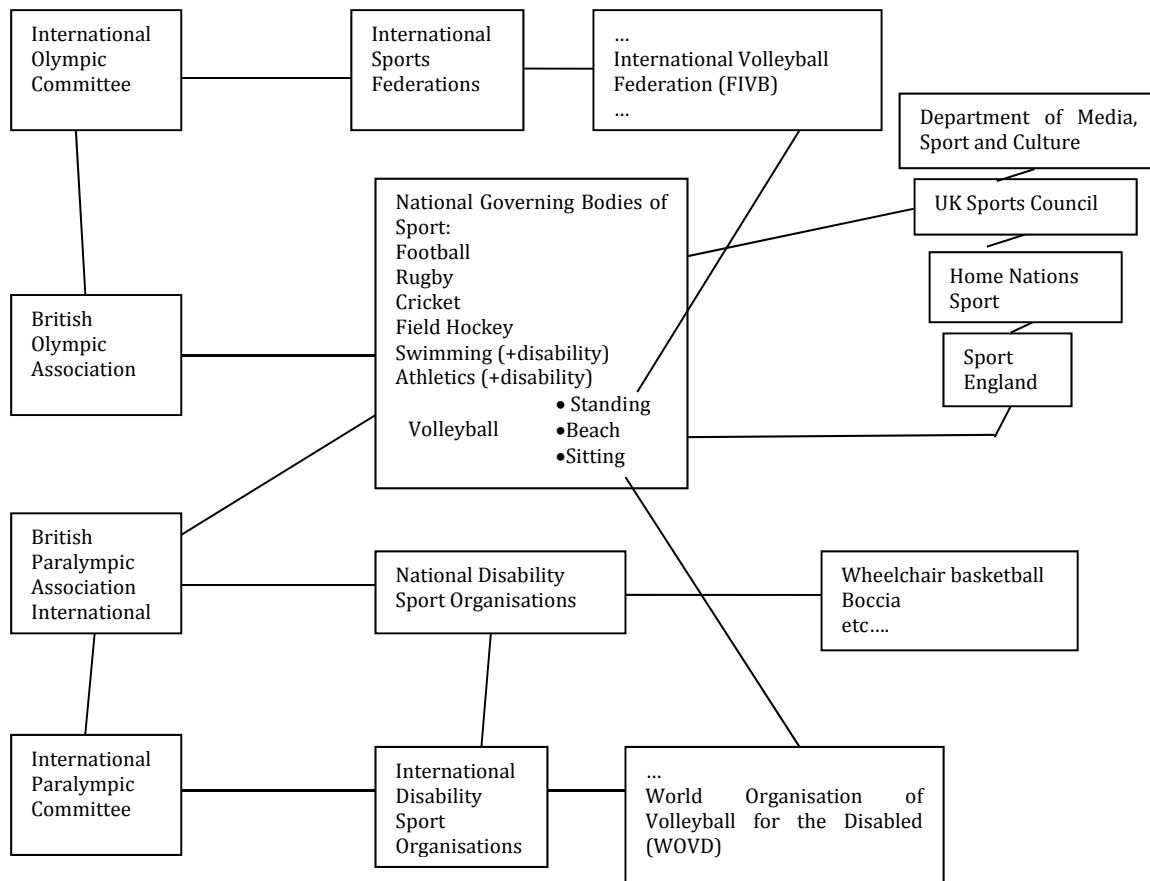 International
Olympic
Committee
International
Sports
Federations
…
International Volleyball
Federation (FIVB)
…
Department of Media,
Sport and Culture
UK Sports Council
Home Nations
Sport
Sport
England
National Governing Bodies of
Sport:
Football
Rugby
Cricket
Field Hockey
Swimming (+disability)
Athletics (+disability)
• Standing
Volleyball •Beach
•Sitting
British
Olympic
Association
British
Paralympic
Association
International
National Disability
Sport Organisations
Wheelchair basketball
Boccia
etc….
International
Paralympic
Committee
International
Disability
Sport
Organisations
…
World Organisation of
Volleyball for the Disabled
(WOVD)